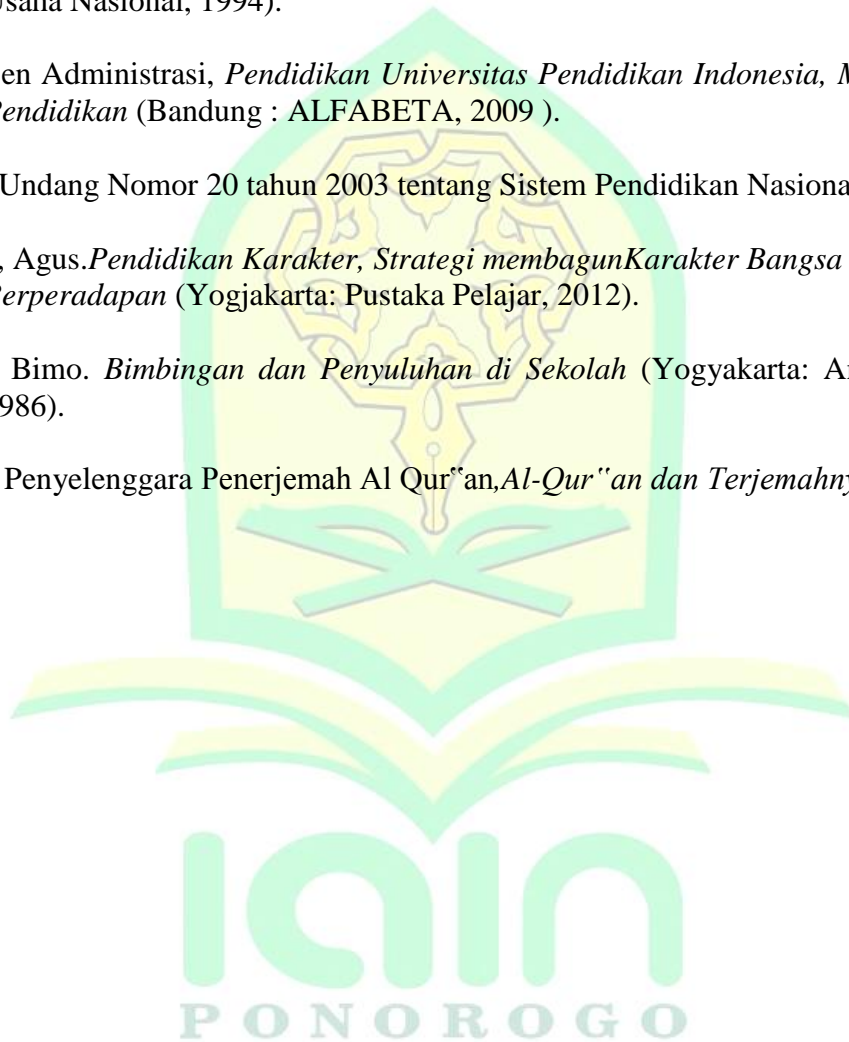 Usaha Nasional, 1994).
en Administrasi, Pendidikan Universitas Pendidikan Indonesia, M
Pendidikan (Bandung : ALFABETA, 2009 ).
Undang Nomor 20 tahun 2003 tentang Sistem Pendidikan Nasiona
, Agus.Pendidikan Karakter, Strategi membagunKarakter Bangsa
Berperadapan (Yogjakarta: Pustaka Pelajar, 2012).
Bimo. Bimbingan dan Penyuluhan di Sekolah (Yogyakarta: A
986).
Penyelenggara Penerjemah Al Qur‟an,Al-Qur‟an dan Terjemahny
iain
PONOROGO